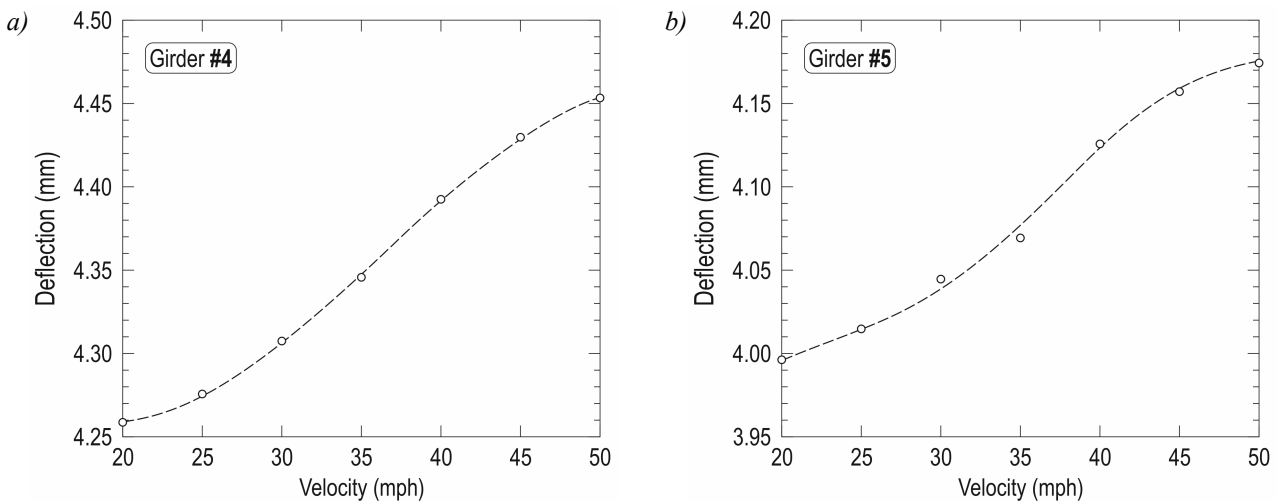 a)
4.50
4.45
4.40
4.35
4.30
4.25
Deflection (mm)
Girder #4
20 25 30 35 40 45 50
Velocity (mph)
b)
4.20
4.15
4.10
4.05
4.00
3.95
Deflection (mm)
Girder #5
20 25 30 35 40 45 50
Velocity (mph)